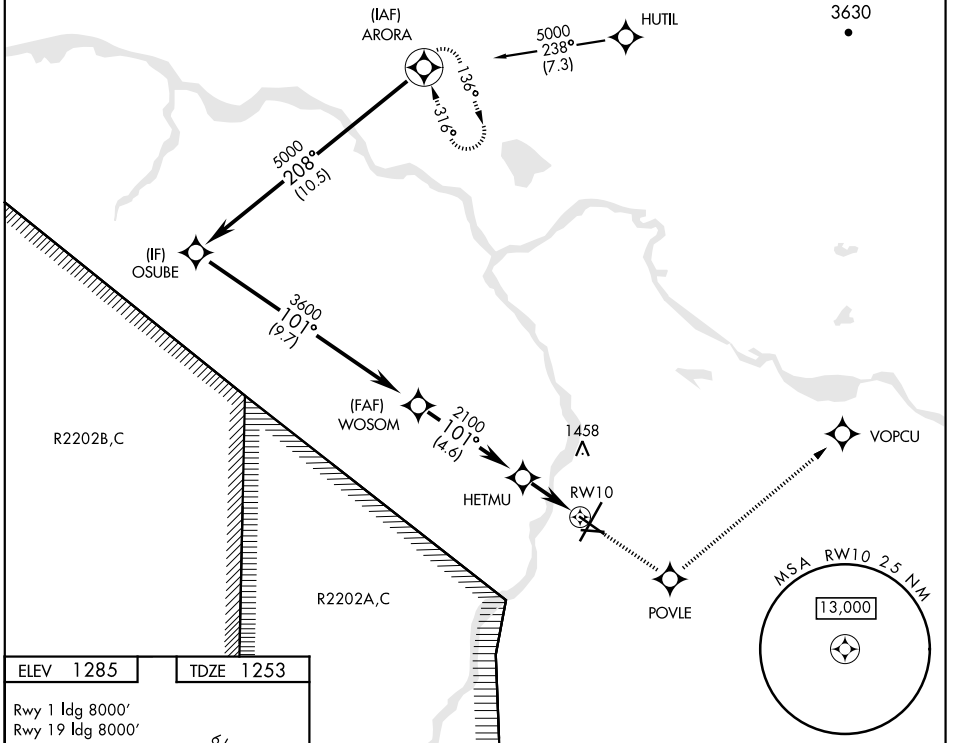 (IAF)
ARORA
HUTIL
3630
5000
238°
(7.3)
136°
316°
5000
208°
(10.5)
(IF)
OSUBE
3600
101°
(9.7)
(FAF)
WOSOM
2100
101°
(4.6)
1458
VOPCU
R2202B,C
HETMU
RW10
R2202A,C
POVLE
MSA RW10 25 NM
13,000
ELEV 1285
TDZE 1253
Rwy 1 ldg 8000'
Rwy 19 ldg 8000'